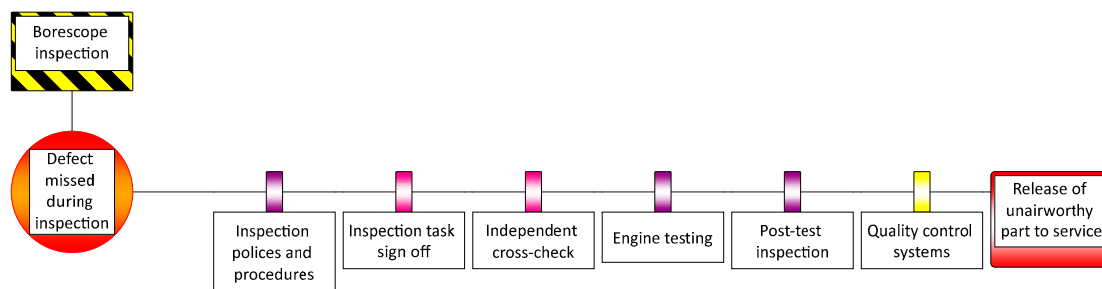 Borescope
inspection
Defect
missed
during
inspection
Inspection
polices and
procedures
Inspection task
sign off
Independent
cross-check
Engine testing
Post-test
inspection
Quality control
systems
Release of
unairworthy
part to service